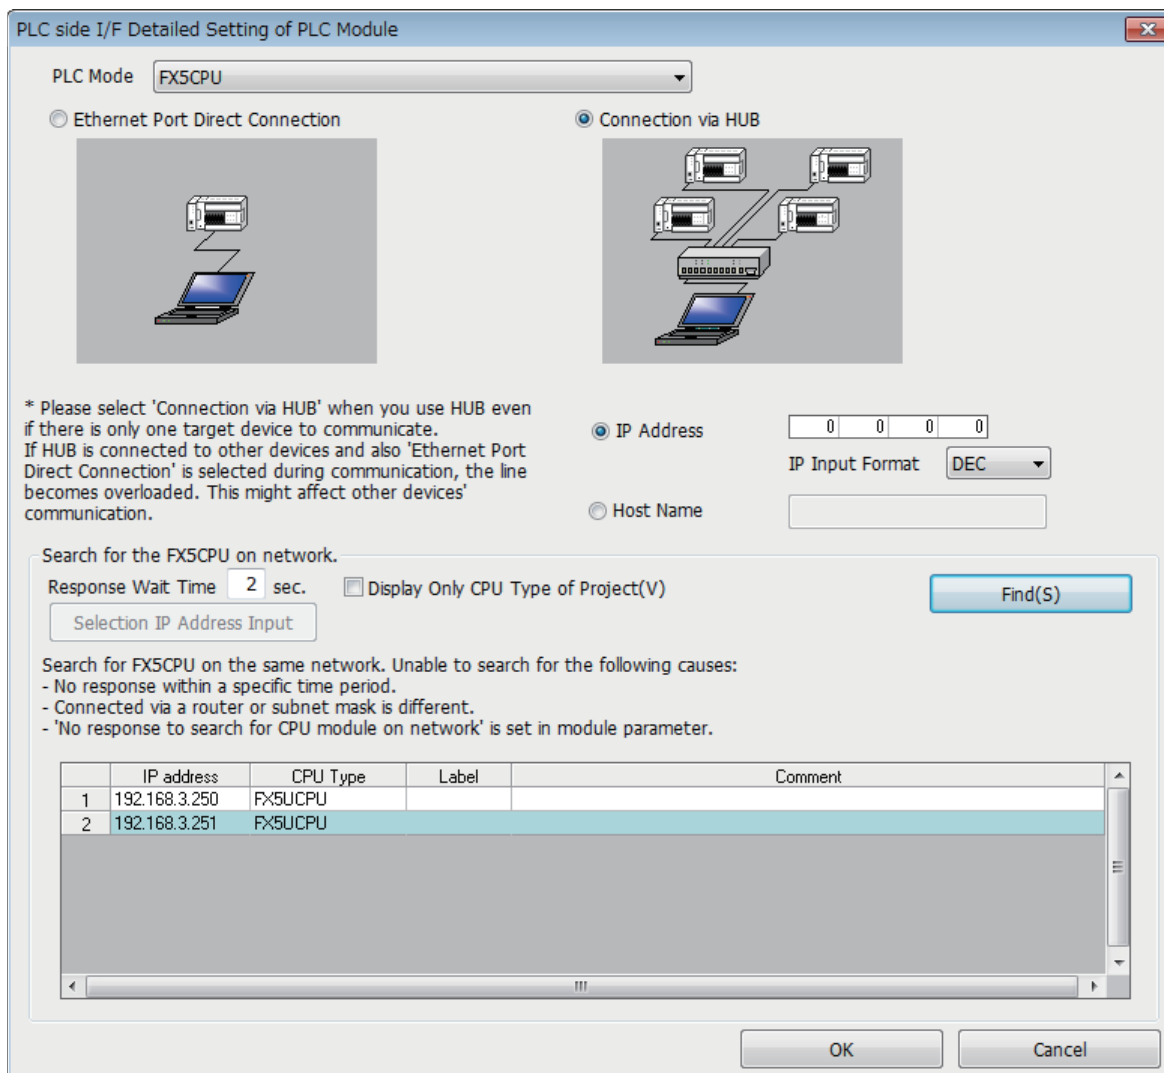 PLC side I/F Detailed Setting of PLC Module
PLC Mode FX5CPU
Ethernet Port Direct Connection
Connection via HUB
* Please select 'Connection via HUB' when you use HUB even
if there is only one target device to communicate.
If HUB is connected to other devices and also 'Ethernet Port
Direct Connection' is selected during communication, the line
becomes overloaded. This might affect other devices'
communication.
IP Address 0 0 0 0
IP Input Format DEC
Host Name
Search for the FX5CPU on network.
Response Wait Time 2 sec. Display Only CPU Type of Project(V)
Find(S)
Selection IP Address Input
Search for FX5CPU on the same network. Unable to search for the following causes:
- No response within a specific time period.
- Connected via a router or subnet mask is different.
- 'No response to search for CPU module on network' is set in module parameter.
IP address CPU Type Label Comment
1 192.168.3.250 FX5UCPU
2 192.168.3.251 FX5UCPU
OK Cancel